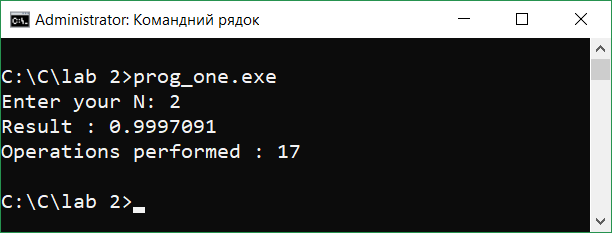 Administrator: Командний рядок
C:\C\lab 2>prog_one.exe
Enter your N: 2
Result : 0.9997091
Operations performed : 17
C:\C\lab 2>